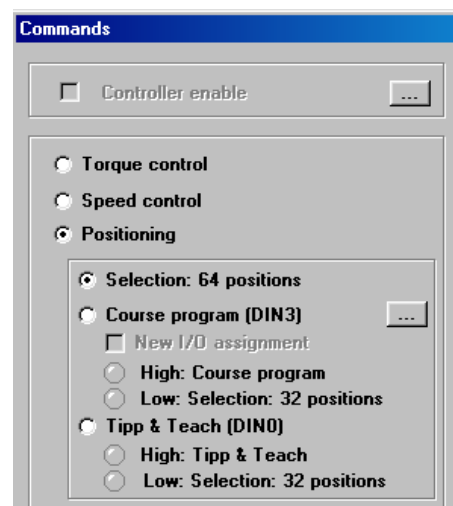 Commands
Controller enable
...
Torque control
Speed control
Positioning
Selection: 64 positions
Course program (DIN3)
...
New I/O assignment
High: Course program
Low: Selection: 32 positions
Tipp & Teach (DIN0)
High: Tipp & Teach
Low: Selection: 32 positions